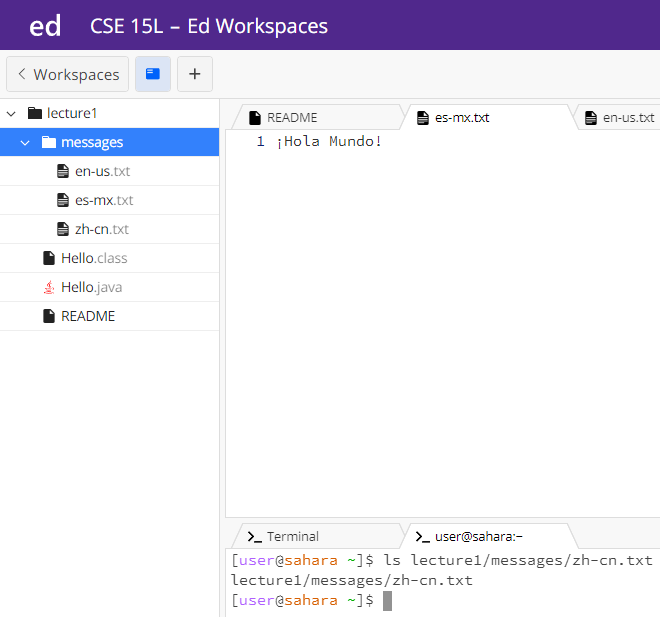 ed CSE 15L – Ed Workspaces
Workspaces
lecture1
messages
en-us.txt
es-mx.txt
zh-cn.txt
Hello.class
Hello.java
README
README es-mx.txt en-us.txt
1 ¡Hola Mundo!
>_ Terminal >_ user@sahara:~
[user@sahara ~]$ ls lecture1/messages/zh-cn.txt
lecture1/messages/zh-cn.txt
[user@sahara ~]$